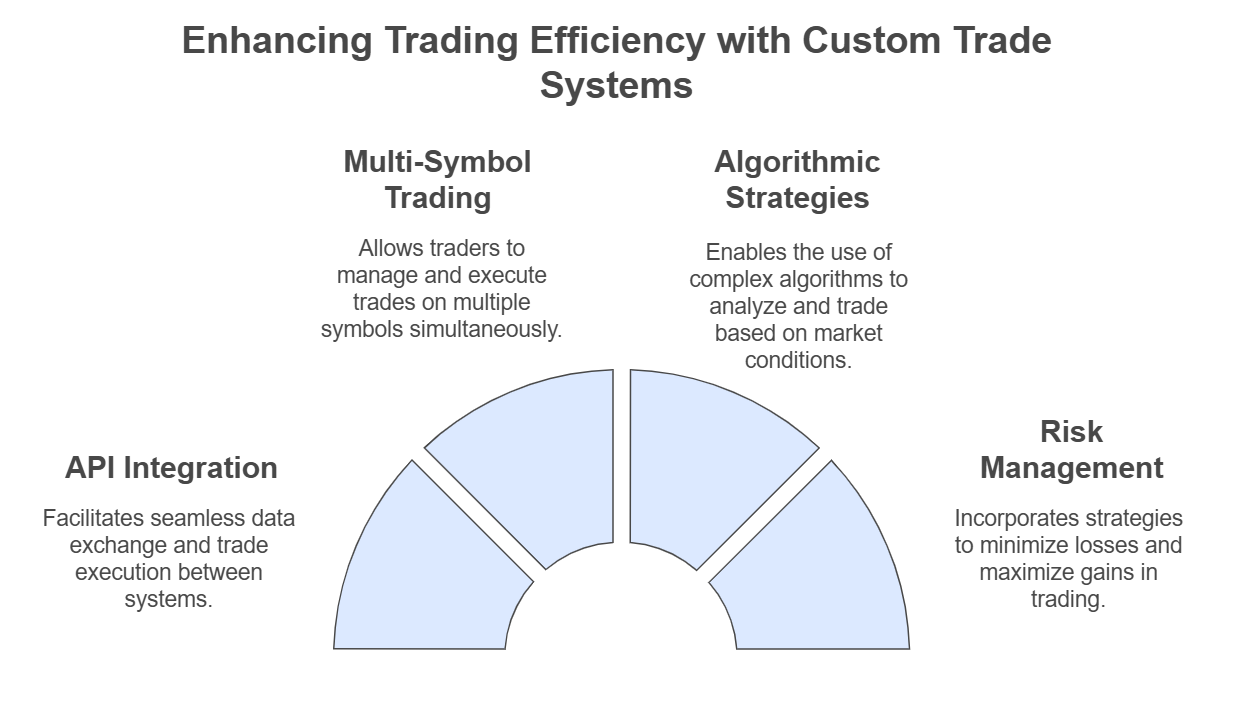 Enhancing Trading Efficiency with Custom Trade
Systems
Multi-Symbol
Trading
Allows traders to
manage and execute
trades on multiple
symbols simultaneously.
Algorithmic
Strategies
Enables the use of
complex algorithms to
analyze and trade
based on market
conditions.
API Integration
Facilitates seamless data
exchange and trade
execution between
systems.
Risk
Management
Incorporates strategies
to minimize losses and
maximize gains in
trading.